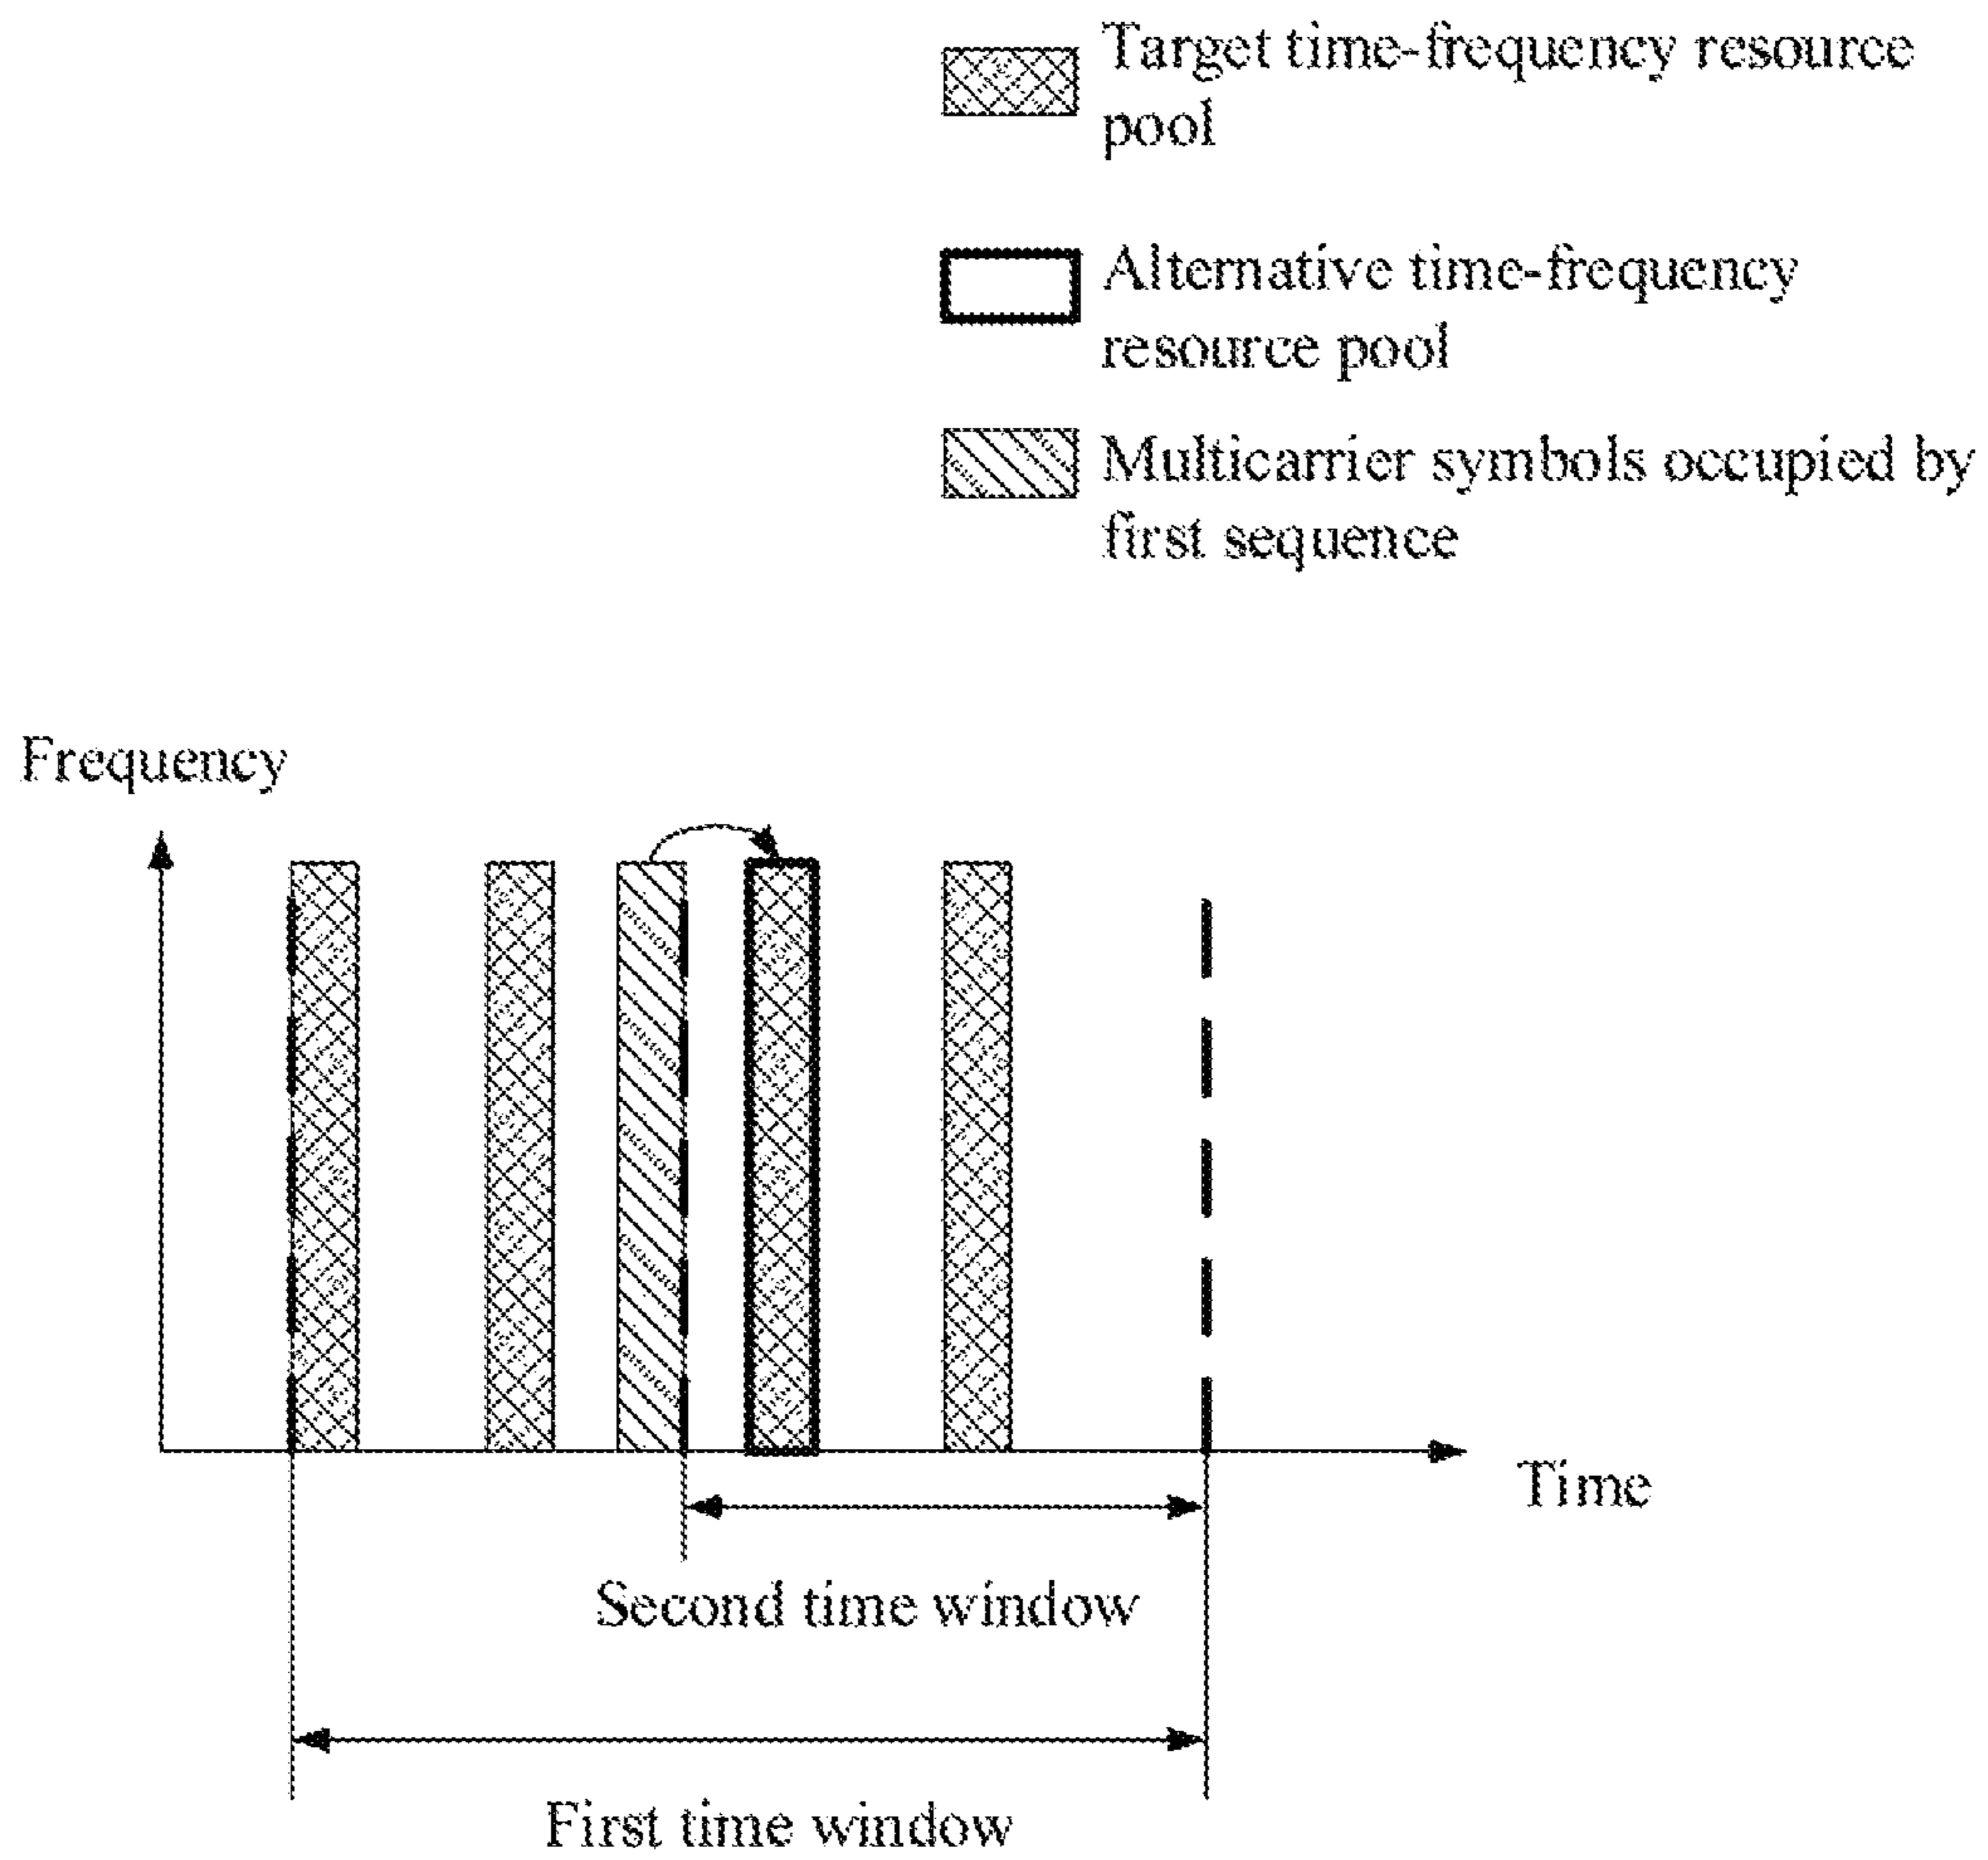 Target time-frequency resource
pool
Alternative time-frequency
resource pool
Multicarrier symbols occupied by
first sequence
Frequency
Time
Second time window
First time window